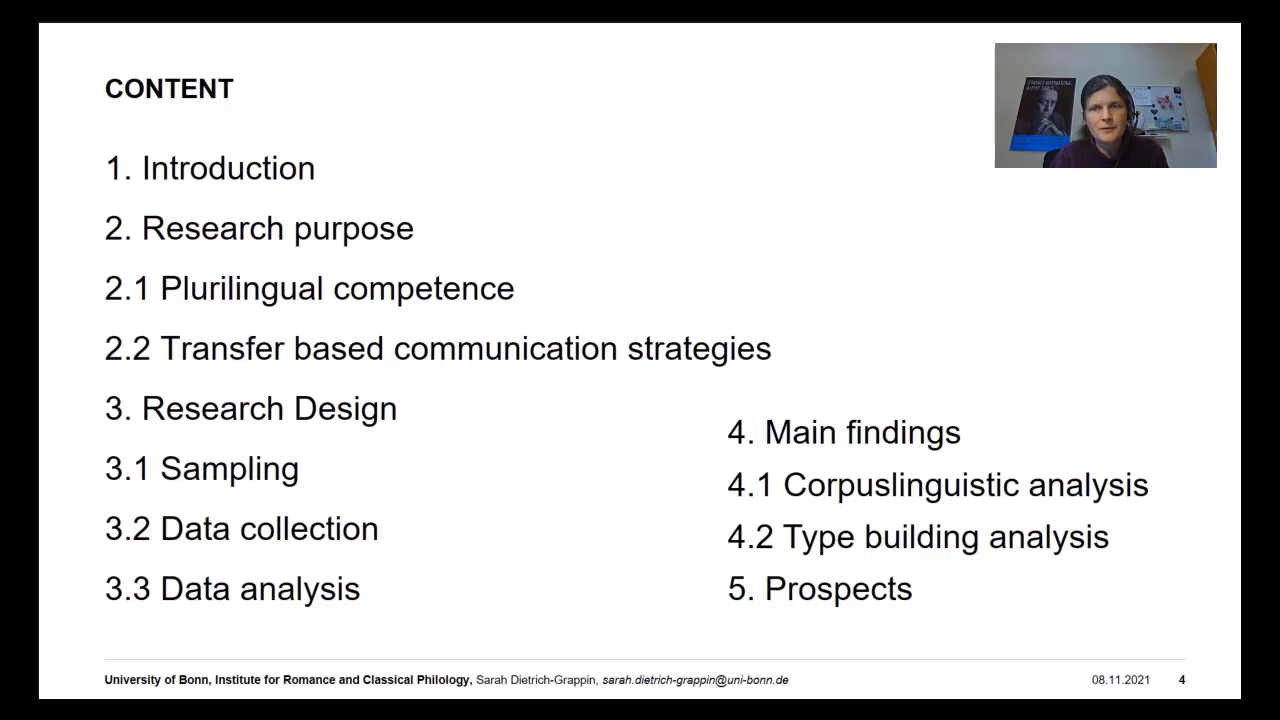 CONTENT
1. Introduction
2. Research purpose
2.1 Plurilingual competence
2.2 Transfer based communication strategies
3. Research Design
3.1 Sampling
3.2 Data collection
3.3 Data analysis
4. Main findings
4.1 Corpuslinguistic analysis
4.2 Type building analysis
5. Prospects
University of Bonn, Institute for Romance and Classical Philology, Sarah Dietrich-Grappin, sarah.dietrich-grappin@uni-bonn.de
08.11.2021 4